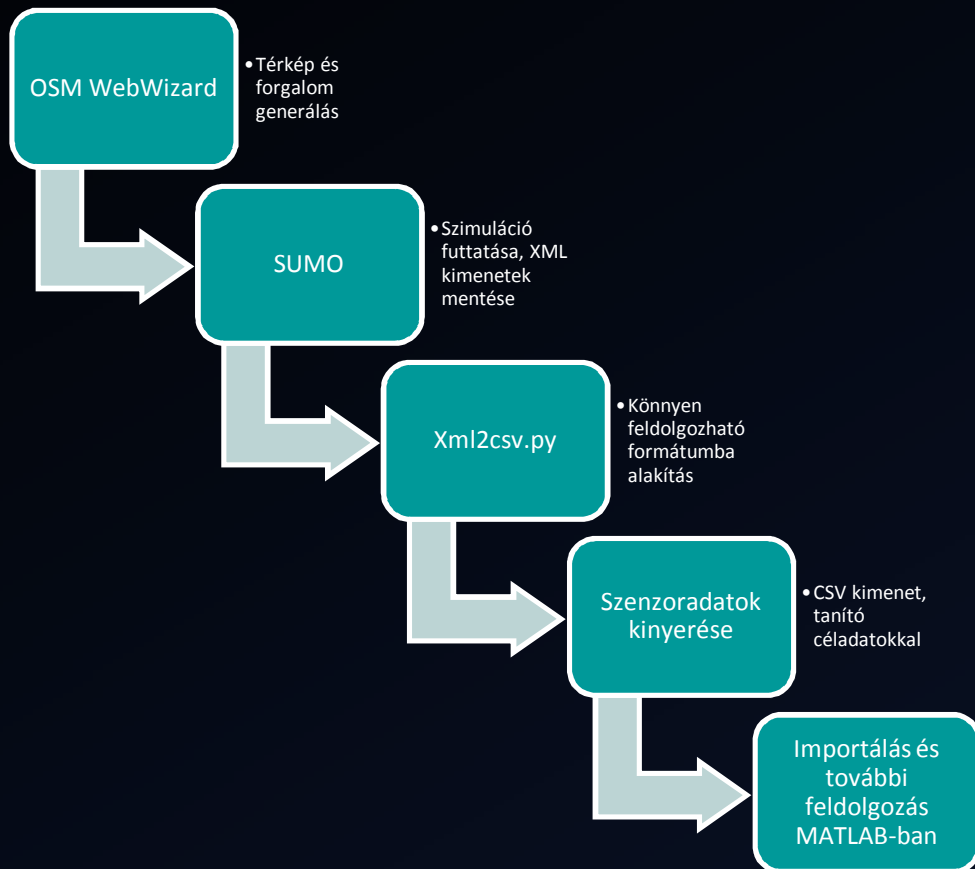 OSM WebWizard
•Térkép és
forgalom
generálás
SUMO
•Szimuláció
futtatása, XML
kimenetek
mentése
Xml2csv.py
•Könnyen
feldolgozható
formátumba
alakítás
Szenzoradatok
kinyerése
•CSV kimenet,
tanító
céladatokkal
Importálás és
további
feldolgozás
MATLAB-ban